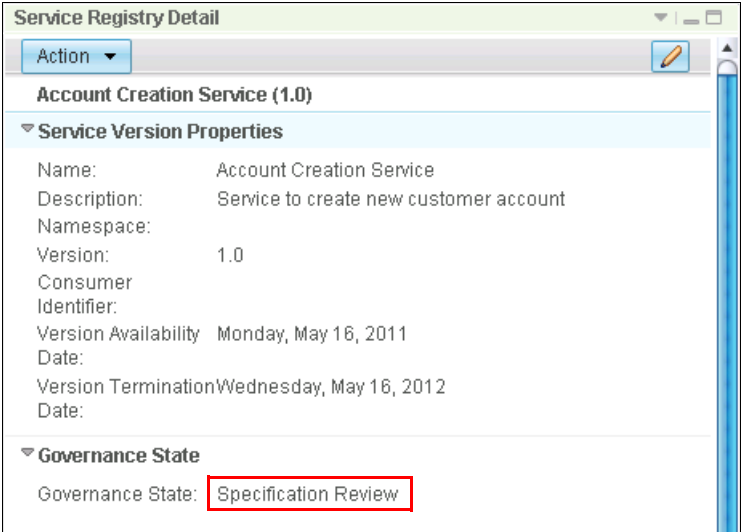 Service Registry Detail
Action
Account Creation Service (1.0)
Service Version Properties
Name: Account Creation Service
Description: Service to create new customer account
Namespace:
Version: 1.0
Consumer
Identifier:
Version Availability Monday, May 16, 2011
Date:
Version Termination Wednesday, May 16, 2012
Date:
Governance State
Governance State: Specification Review